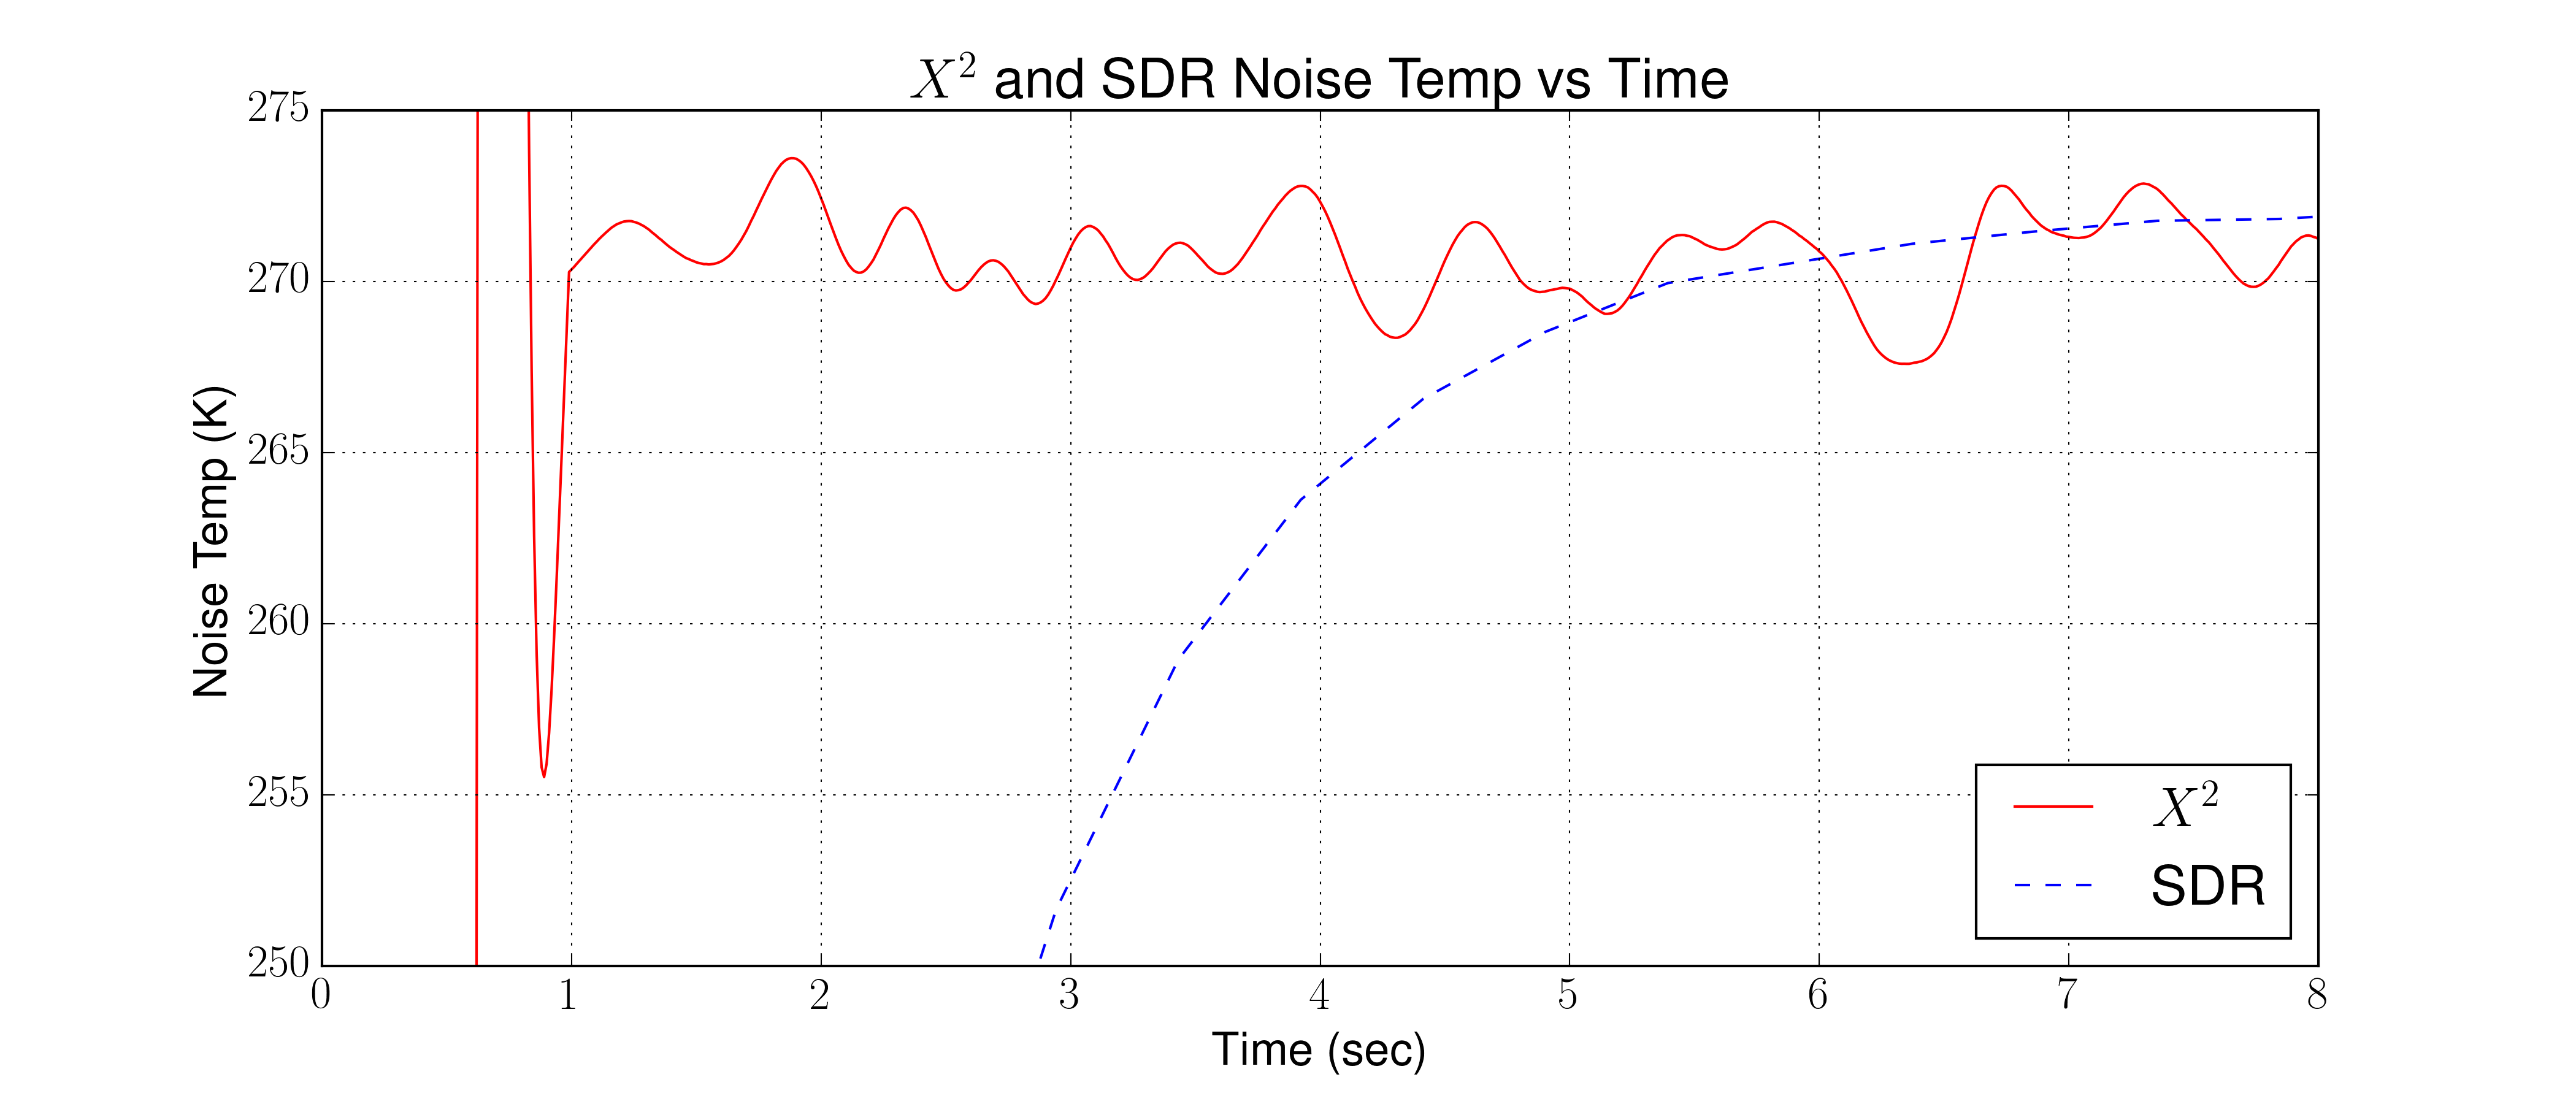 X² and SDR Noise Temp vs Time
275
270
265
260
255
250
Noise Temp (K)
0 1 2 3 4 5 6 7 8
Time (sec)
X²
SDR